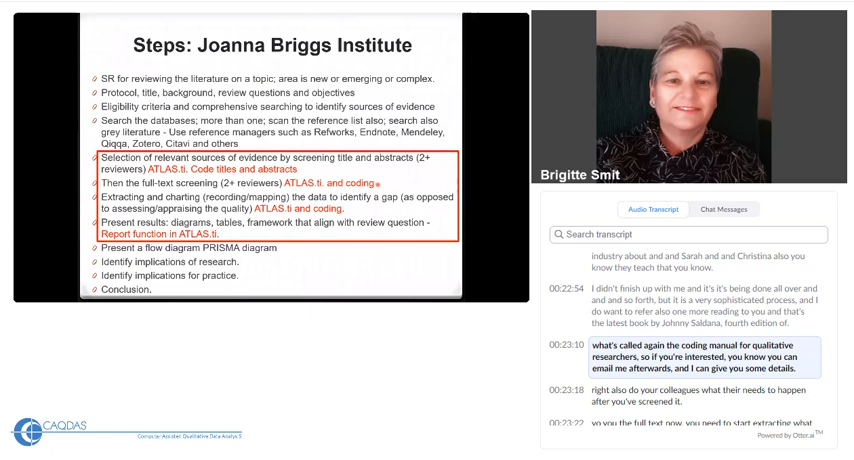 Steps: Joanna Briggs Institute
SR for reviewing the literature on a topic; area is new or emerging or complex.
Protocol, title, background, review questions and objectives
Eligibility criteria and comprehensive searching to identify sources of evidence
Search the databases; more than one; scan the reference list also; search also
grey literature - Use reference managers such as Refworks, Endnote, Mendeley,
Qiqqa, Zotero, Citavi and others
Selection of relevant sources of evidence by screening title and abstracts (2+
reviewers) ATLAS.ti. Code titles and abstracts
Then the full-text screening (2+ reviewers) ATLAS.ti. and coding
Extracting and charting (recording/mapping) the data to identify a gap (as opposed
to assessing/appraising the quality) ATLAS.ti and coding.
Present results: diagrams, tables, framework that align with review question -
Report function in ATLAS.ti.
Present a flow diagram PRISMA diagram
Identify implications of research.
Identify implications for practice.
Conclusion.
Brigitte Smit
Audio Transcript
Chat Messages
Search transcript
industry about and and Sarah and and Christina also you
know they teach that you know.
00:22:54 I didn't finish up with me and it's it's being done all over and
and and so forth, but it is a very sophisticated process, and I
do want to refer also one more reading to you and that's
the latest book by Johnny Saldana, fourth edition of.
00:23:10 what's called again the coding manual for qualitative
researchers, so if you're interested, you know you can
email me afterwards, and I can give you some details.
00:23:18 right also do your colleagues what their needs to happen
after you've screened it.
00:23:22 yo you the full text now, you need to start extracting what
Powered by Otter.ai™
CAQDAS
Computer Assisted Qualitative Data Analysis